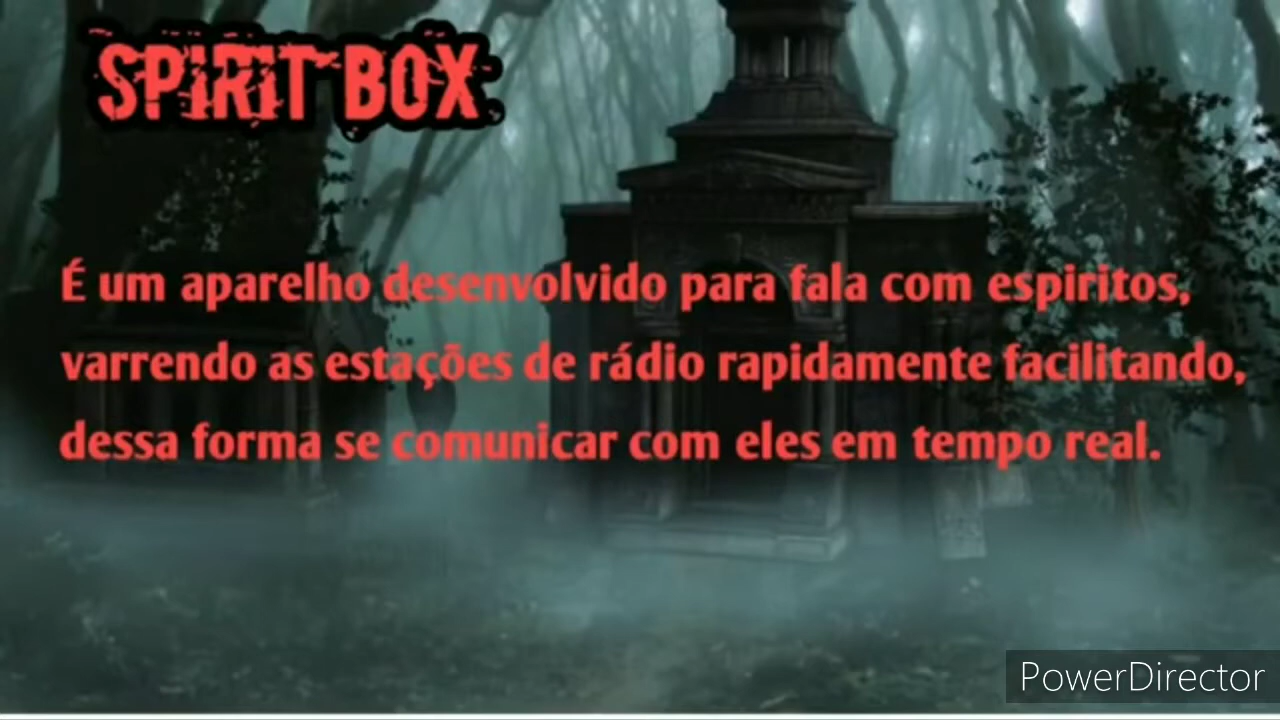 SPIRIT BOX
É um aparelho desenvolvido para fala com espiritos,
varrendo as estações de rádio rapidamente facilitando,
dessa forma se comunicar com eles em tempo real.
PowerDirector